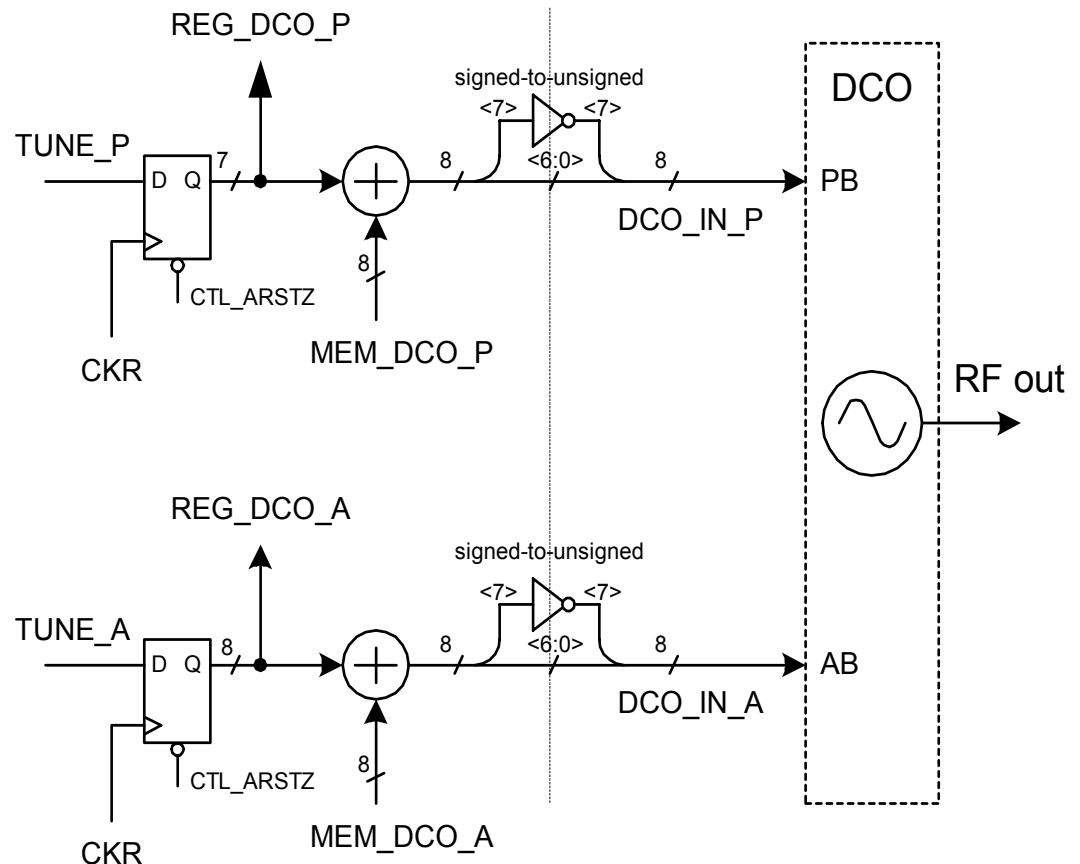 REG_DCO_P
signed-to-unsigned
DCO
<7> <7>
TUNE_P
7
8 <6:0> 8
D Q
PB
DCO_IN_P
8
CTL_ARSTZ
MEM_DCO_P
CKR
RF out
REG_DCO_A
signed-to-unsigned
<7> <7>
TUNE_A
8 8 <6:0> 8
D Q
AB
DCO_IN_A
8
CTL_ARSTZ
MEM_DCO_A
CKR